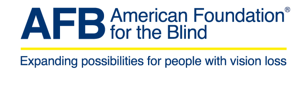 AFB American Foundation®
for the Blind
Expanding possibilities for people with vision loss